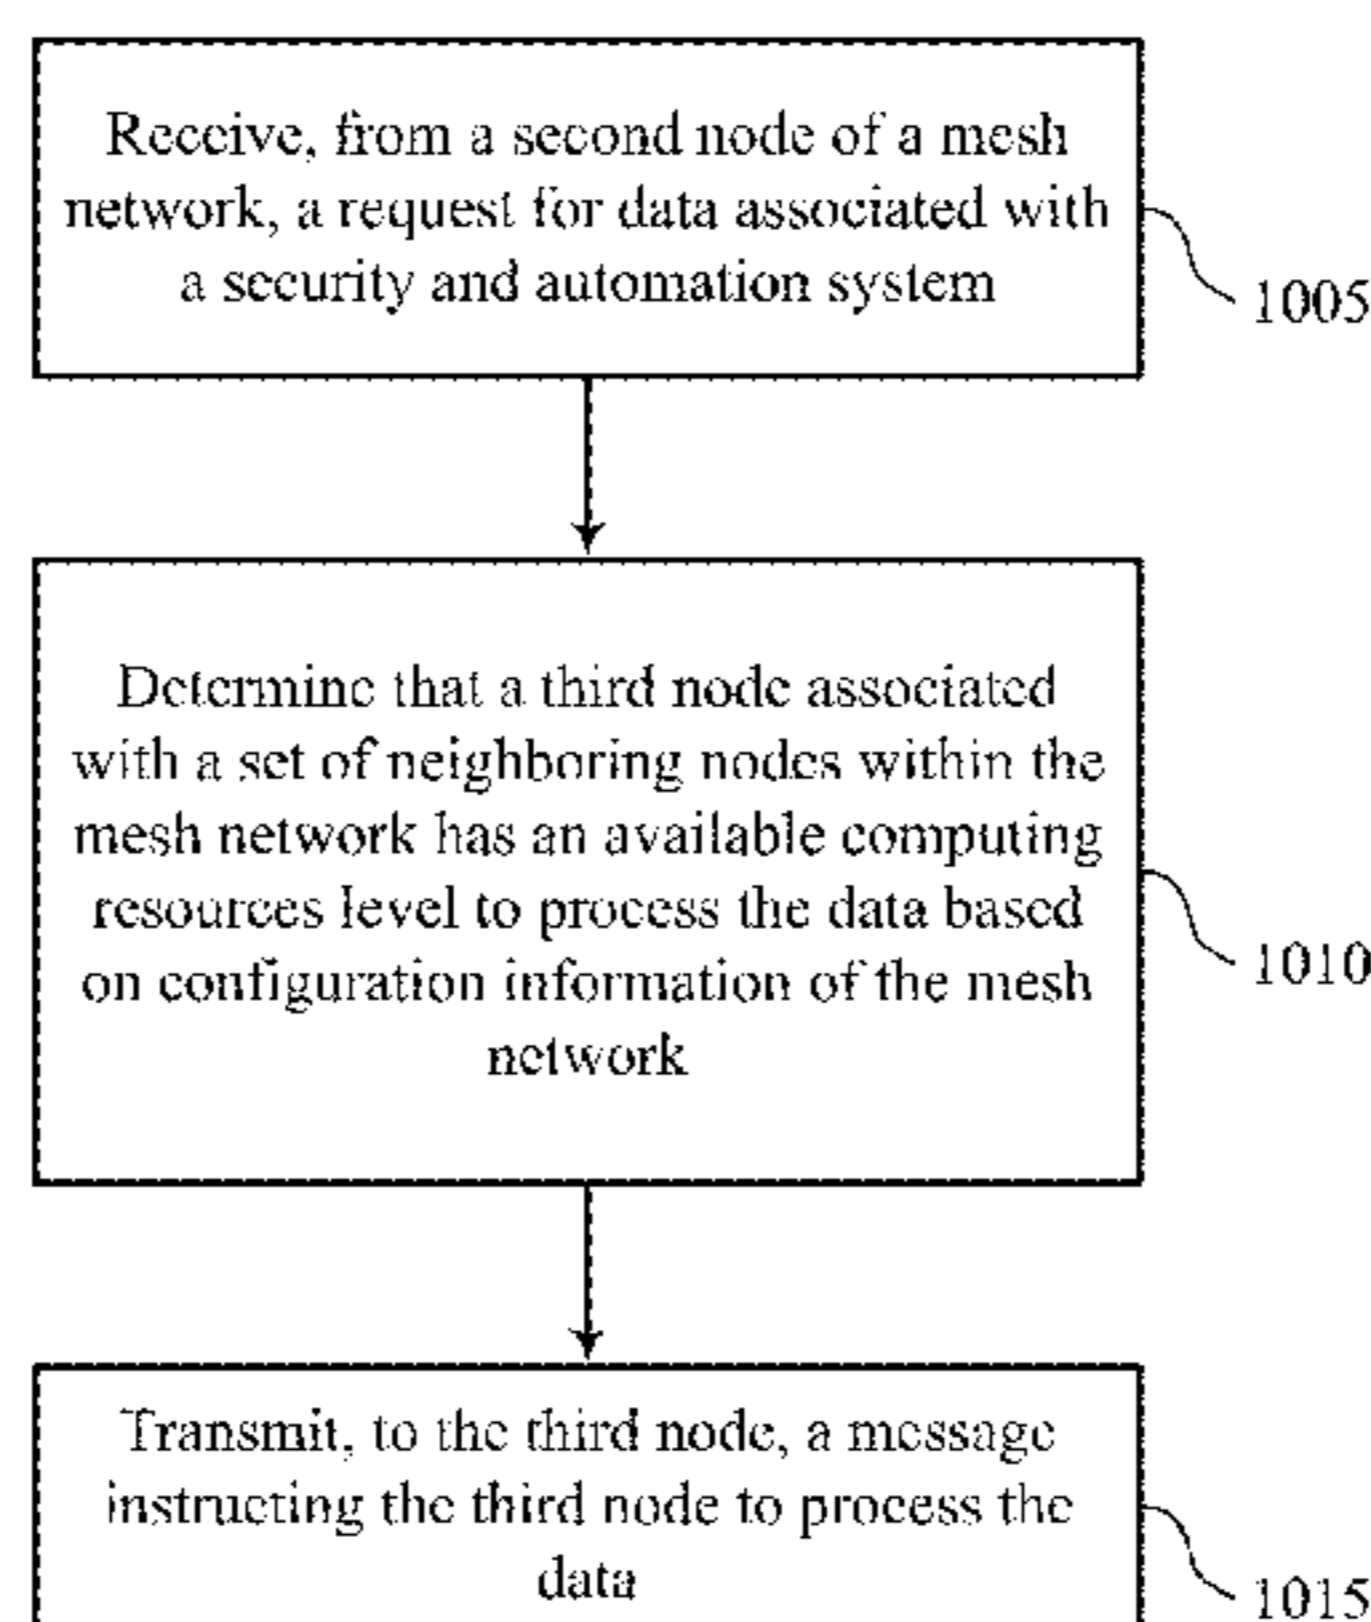 Receive, from a second node of a mesh
network, a request for data associated with
a security and automation system
1005
Determine that a third node associated
with a set of neighboring nodes within the
mesh network has an available computing
resources level to process the data based
on configuration information of the mesh
network
1010
Transmit, to the third node, a message
instructing the third node to process the
data
1015